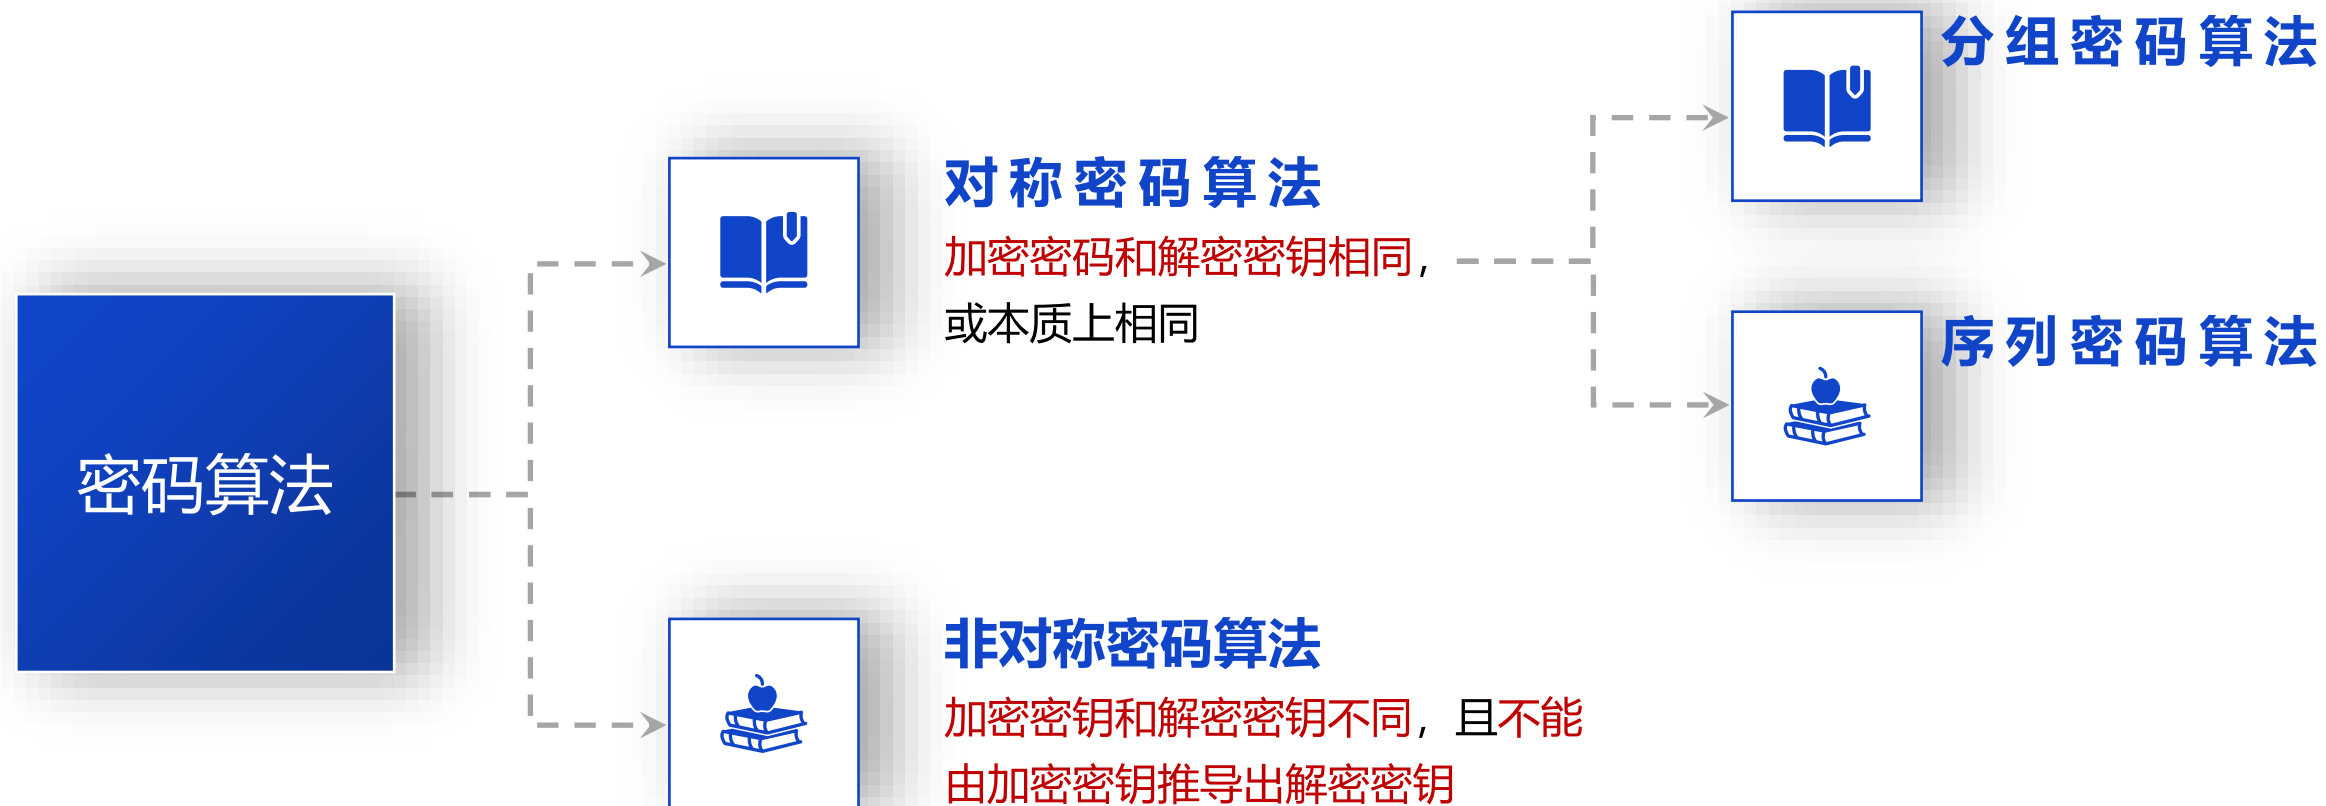 密码算法
对称密码算法
加密密码和解密密钥相同，
或本质上相同
分组密码算法
序列密码算法
非对称密码算法
加密密钥和解密密钥不同，且不能
由加密密钥推导出解密密钥